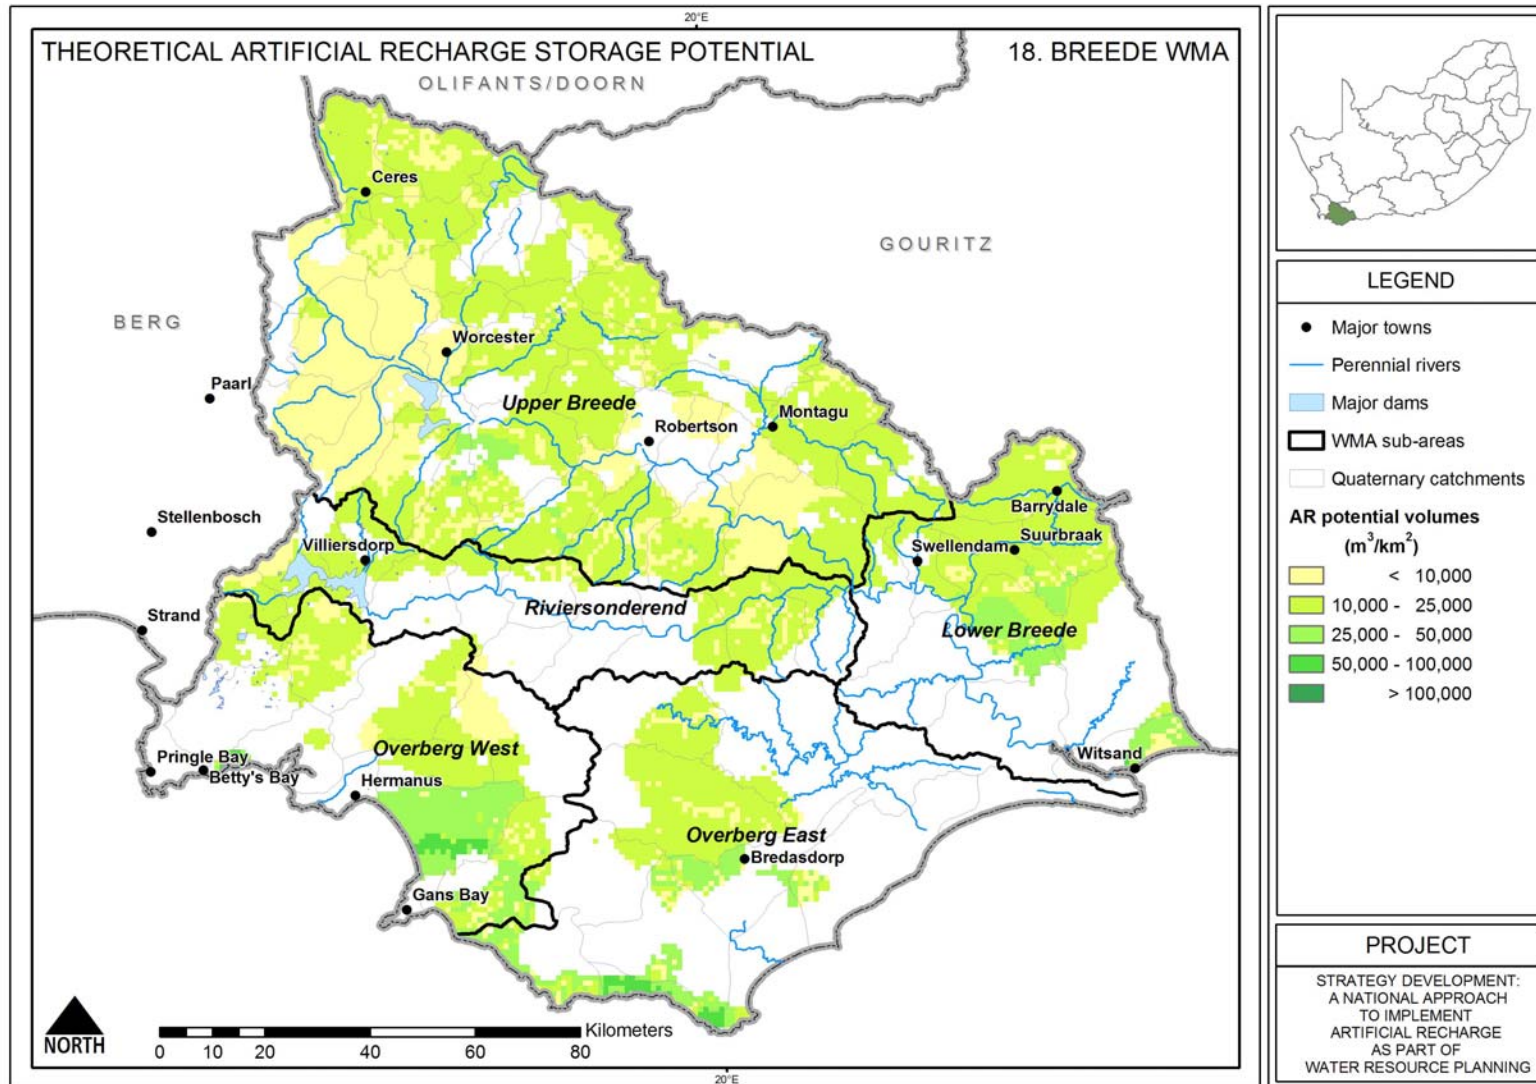 20°E
THEORETICAL ARTIFICIAL RECHARGE STORAGE POTENTIAL
18. BREEDE WMA
OLIFANTS/DOORN
GOURITZ
BERG
Ceres
Worcester
Paarl
Upper Breede
Robertson
Montagu
Stellenbosch
Villiersdorp
Barrydale
Suurbraak
Swellendam
Strand
Riviersonderend
Lower Breede
Overberg West
Witsand
Pringle Bay
Betty's Bay
Hermanus
Overberg East
Bredasdorp
Gans Bay
NORTH
Kilometers
0 10 20 40 60 80
20°E
LEGEND
Major towns
Perennial rivers
Major dams
WMA sub-areas
Quaternary catchments
AR potential volumes
(m³/km²)
< 10,000
10,000 - 25,000
25,000 - 50,000
50,000 - 100,000
> 100,000
PROJECT
STRATEGY DEVELOPMENT:
A NATIONAL APPROACH
TO IMPLEMENT
ARTIFICIAL RECHARGE
AS PART OF
WATER RESOURCE PLANNING